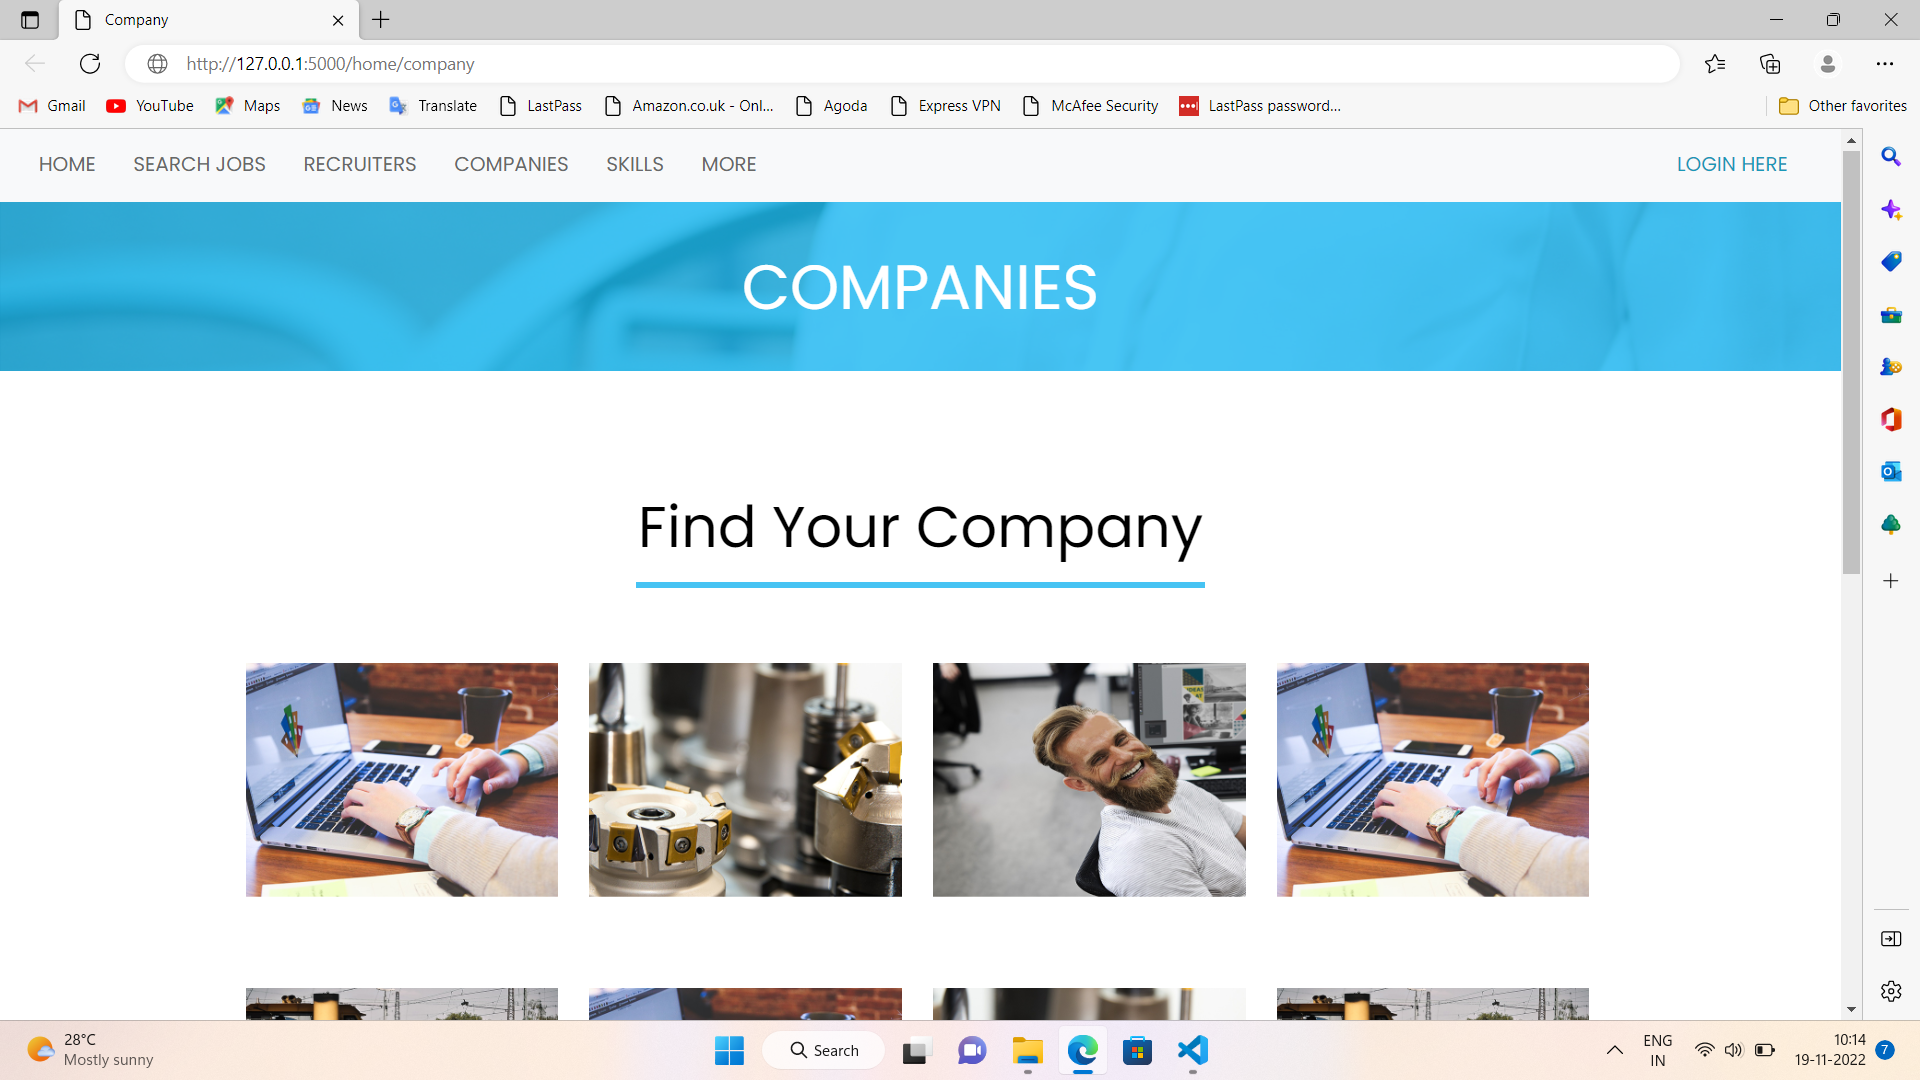 Company
http://127.0.0.1:5000/home/company
Gmail YouTube Maps News Translate LastPass Amazon.co.uk - Onl... Agoda Express VPN McAfee Security LastPass password... Other favorites
HOME SEARCH JOBS RECRUITERS COMPANIES SKILLS MORE LOGIN HERE
COMPANIES
Find Your Company
28°C
Mostly sunny
Search
ENG
IN
10:14
19-11-2022
7